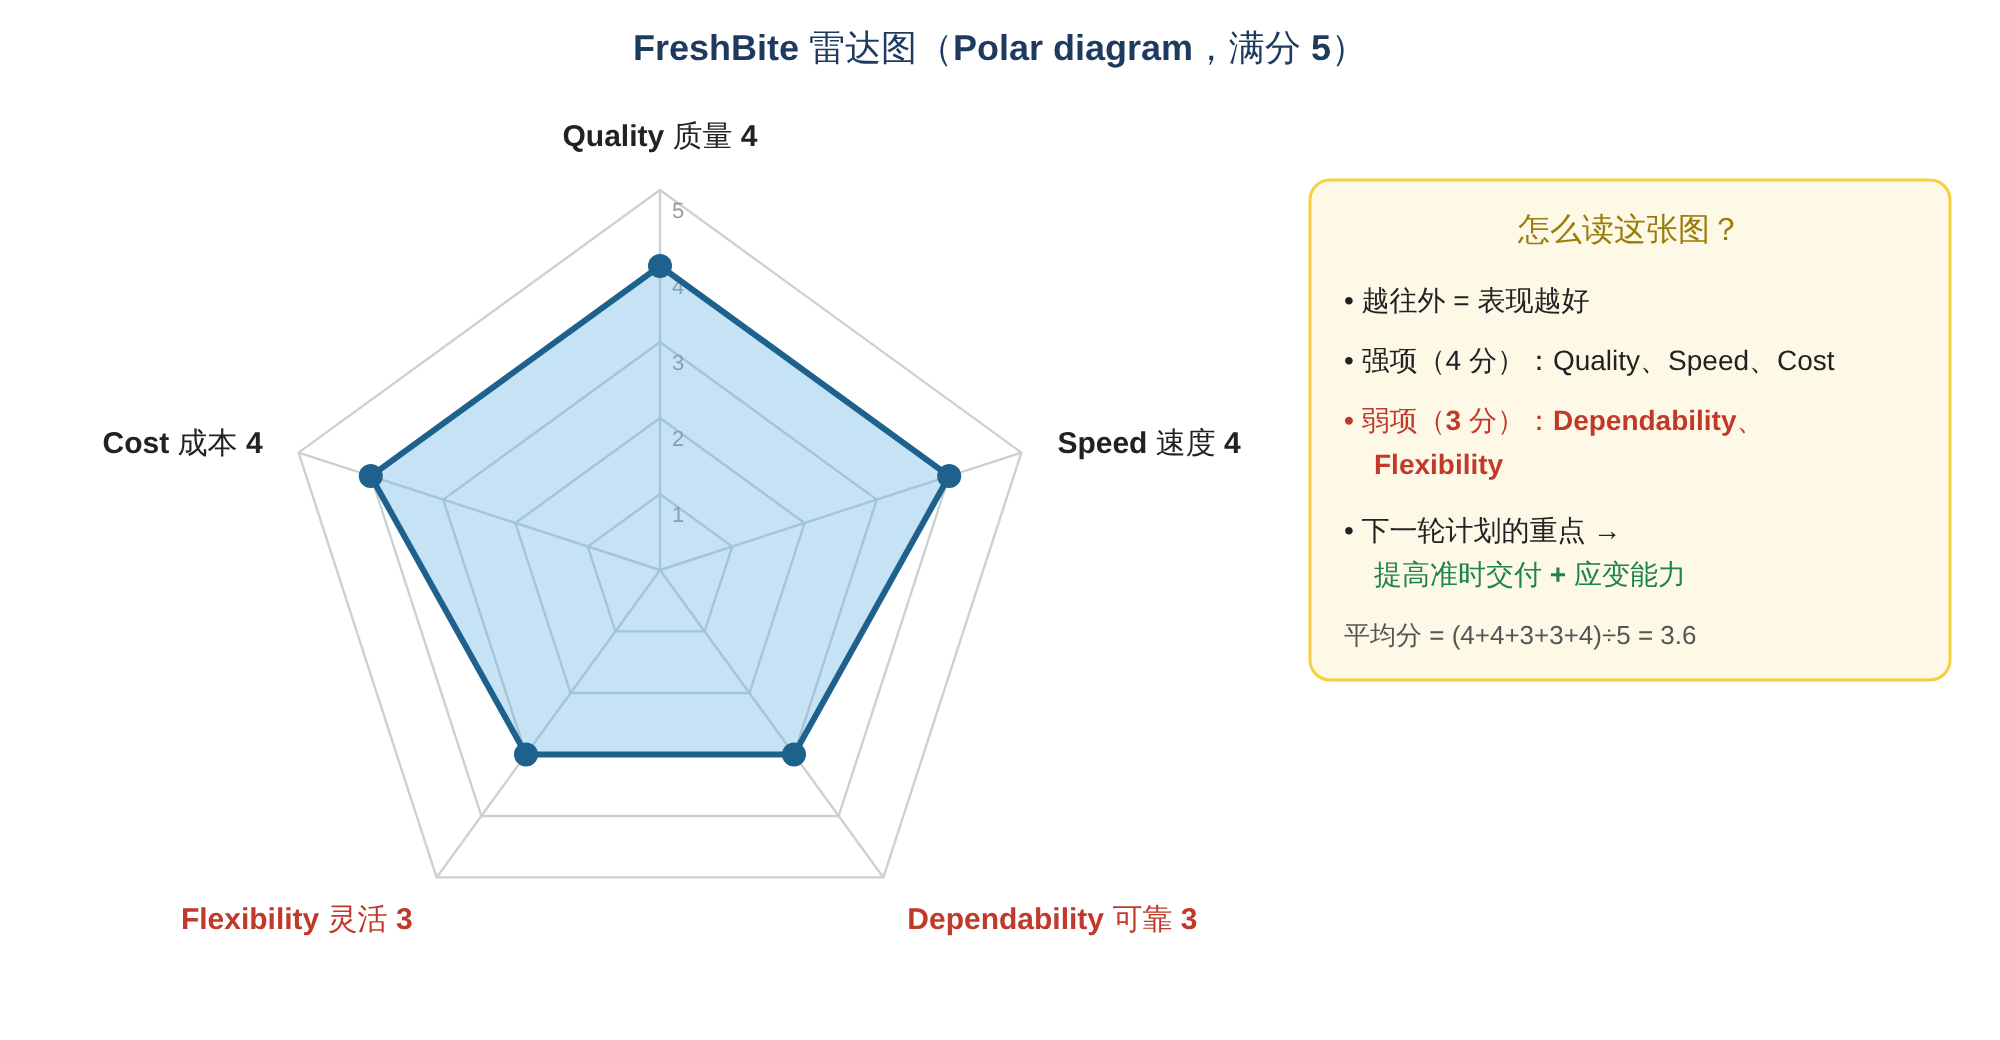 FreshBite 雷达图（Polar diagram，满分 5）
Quality 质量 4
5
4
3
2
1
Cost 成本 4
Speed 速度 4
Flexibility 灵活 3
Dependability 可靠 3
怎么读这张图？
• 越往外 = 表现越好
• 强项（4 分）：Quality、Speed、Cost
• 弱项（3 分）：Dependability、
Flexibility
• 下一轮计划的重点 →
提高准时交付 + 应变能力
平均分 = (4+4+3+3+4)÷5 = 3.6